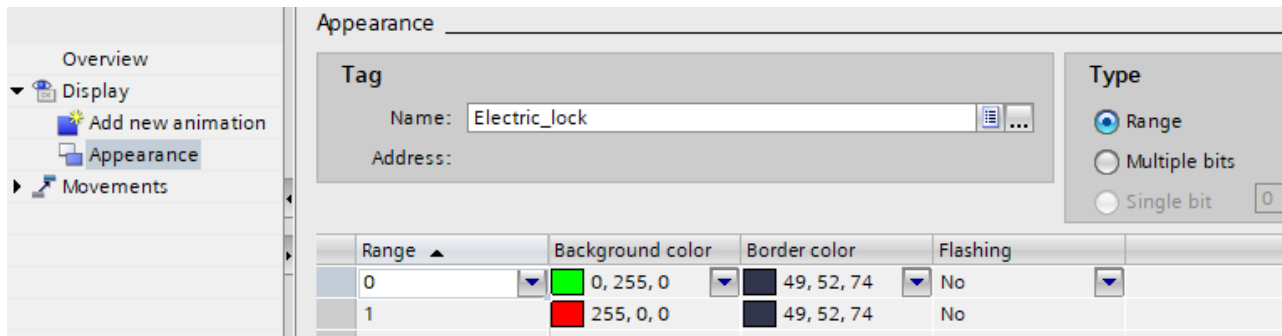 Appearance
Overview
Display
Add new animation
Appearance
Movements
Tag
Name: Electric_lock ...
Address:
Type
Range
Multiple bits
Single bit 0
Range Background color Border color Flashing
0 0, 255, 0 49, 52, 74 No
1 255, 0, 0 49, 52, 74 No